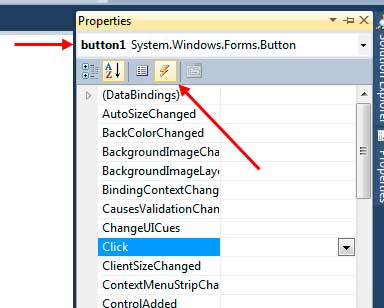 Properties
button1 System.Windows.Forms.Button
A
Z
(DataBindings)
AutoSizeChanged
BackColorChanged
BackgroundImageCha
BackgroundImageLay
BindingContextChang
CausesValidationChan
ChangeUICues
Click
ClientSizeChanged
ContextMenuStripCha
ControlAdded
Solution Explorer
Properties